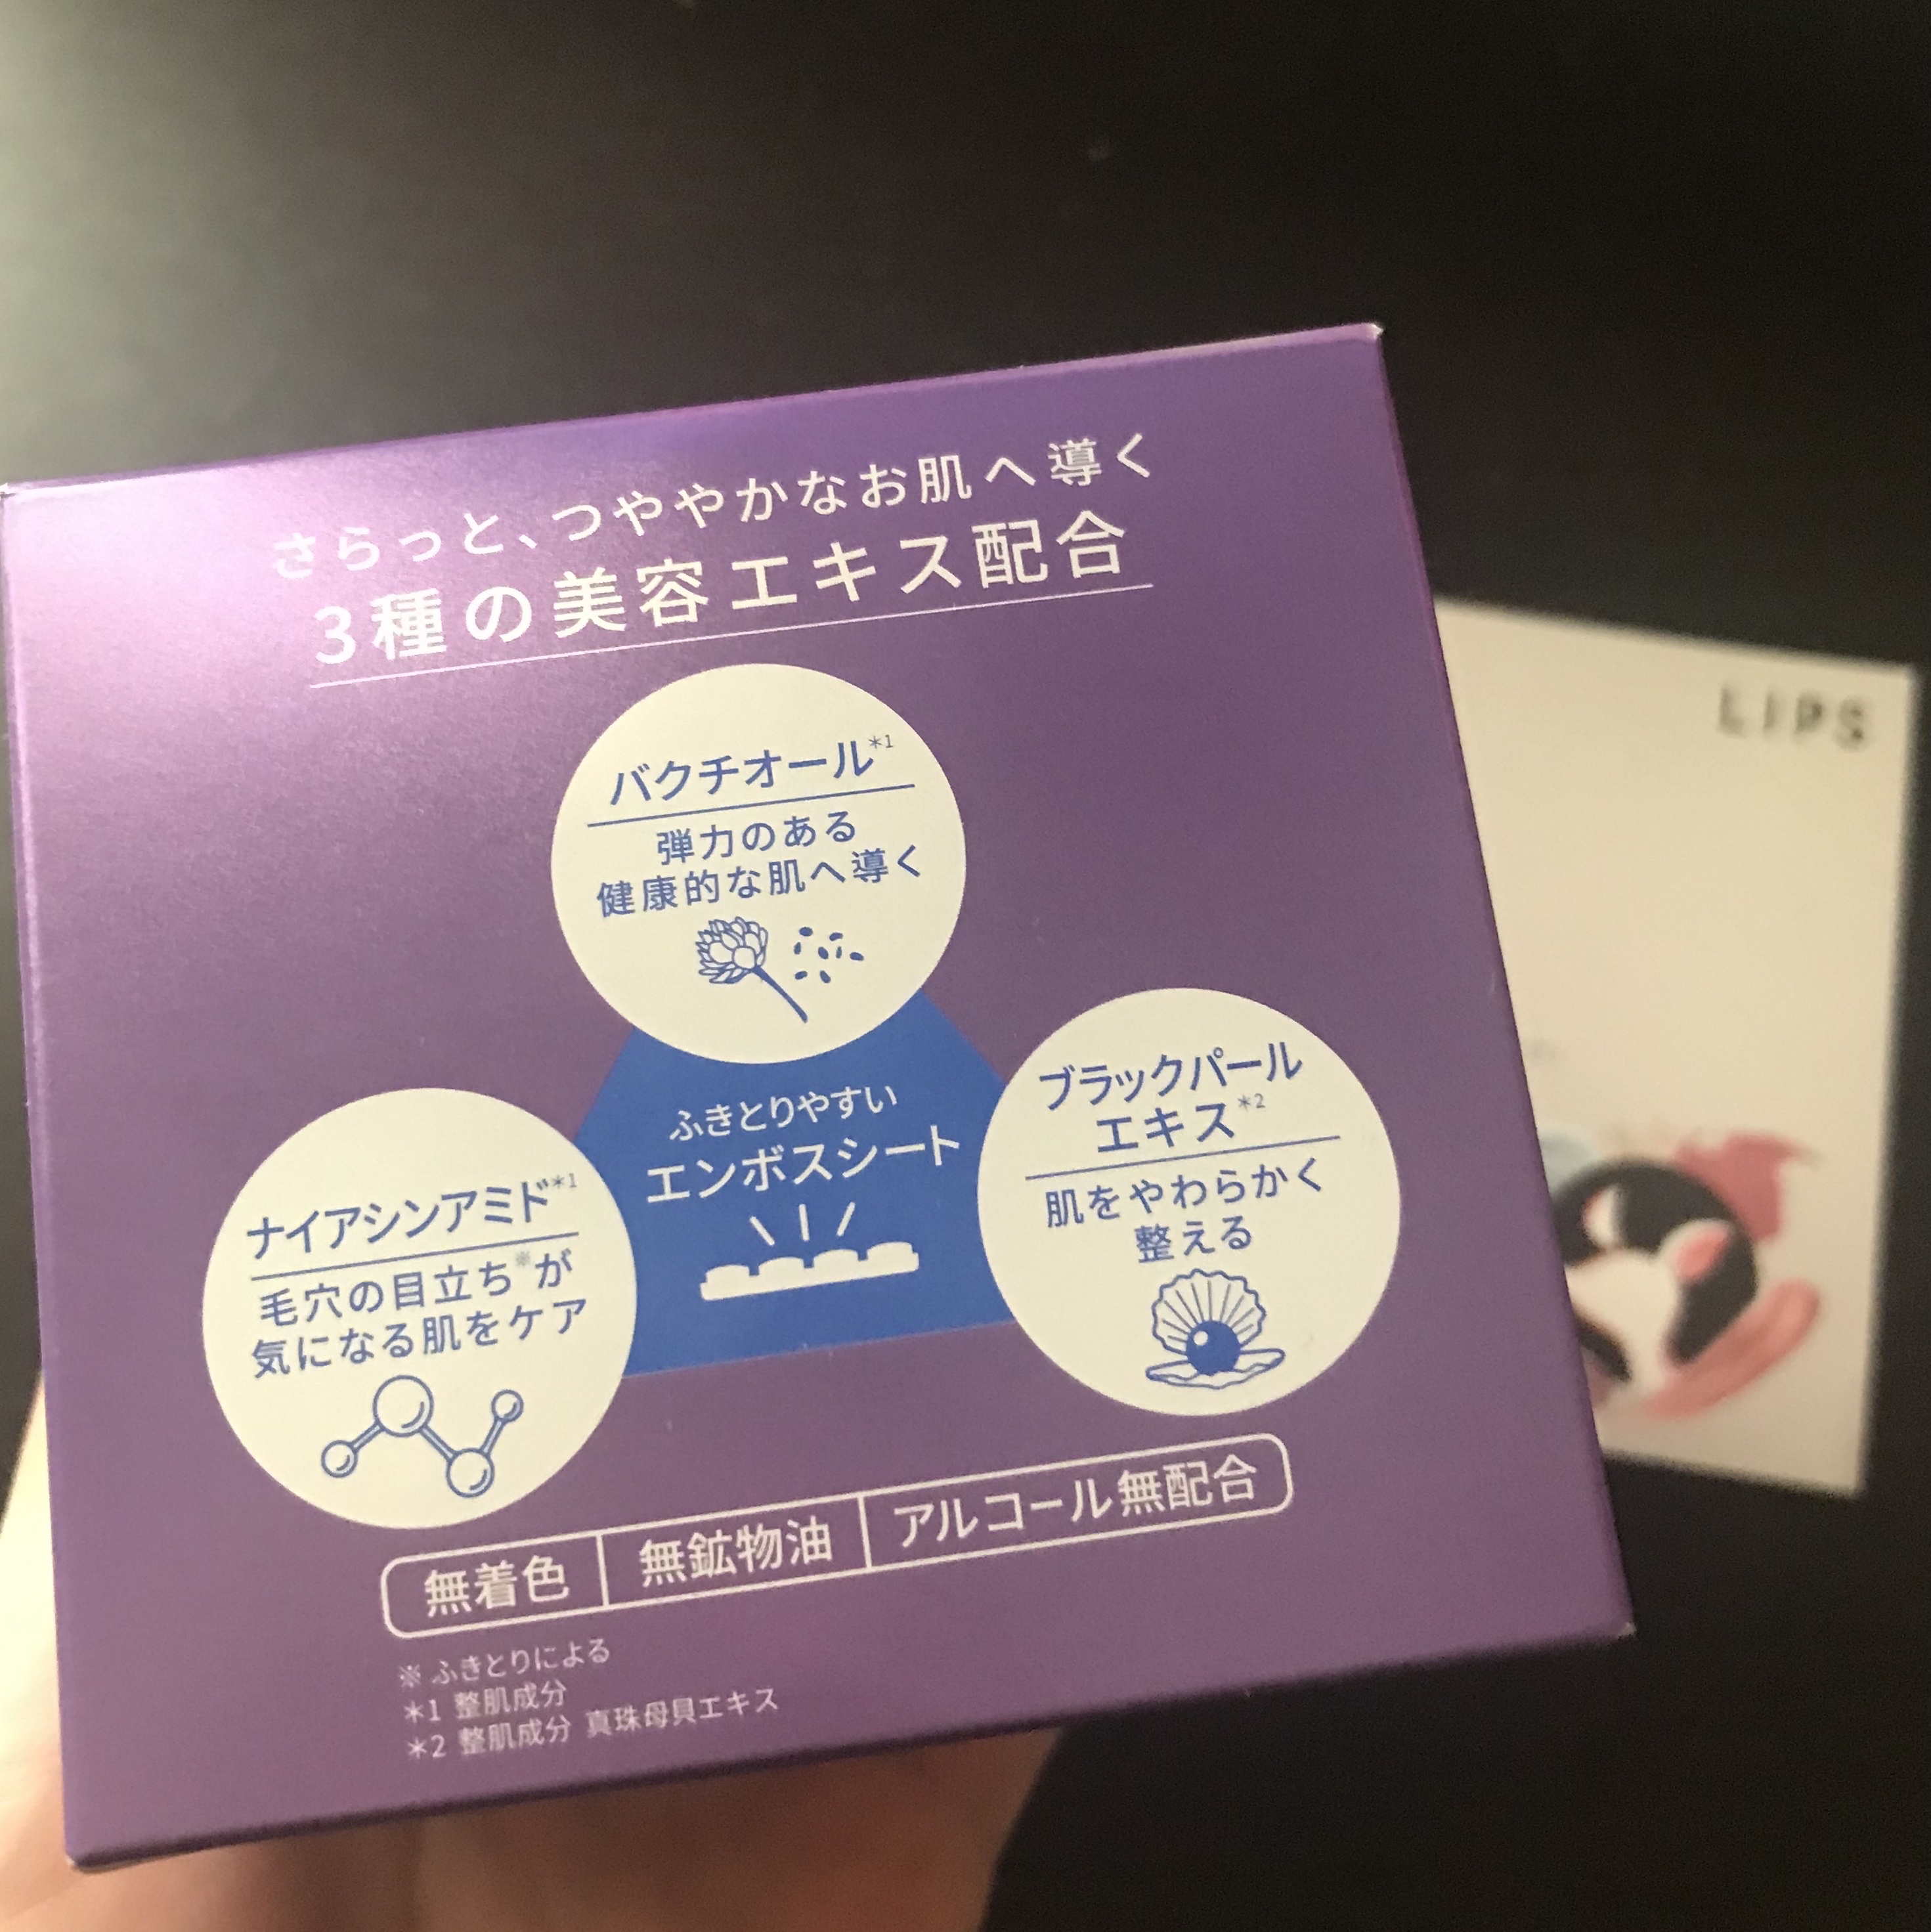 さらっと、つややかなお肌へ導く
3種の美容エキス配合
バクチオール*1
弾力のある
健康的な肌へ導く
ふきとりやすい
エンボスシート
ブラックパール
エキス*2
肌をやわらかく
整える
ナイアシンアミド*1
毛穴の目立ち※が
気になる肌をケア
無着色 無鉱物油 アルコール無配合
※ ふきとりによる
*1 整肌成分
*2 整肌成分 真珠母貝エキス
LIPS